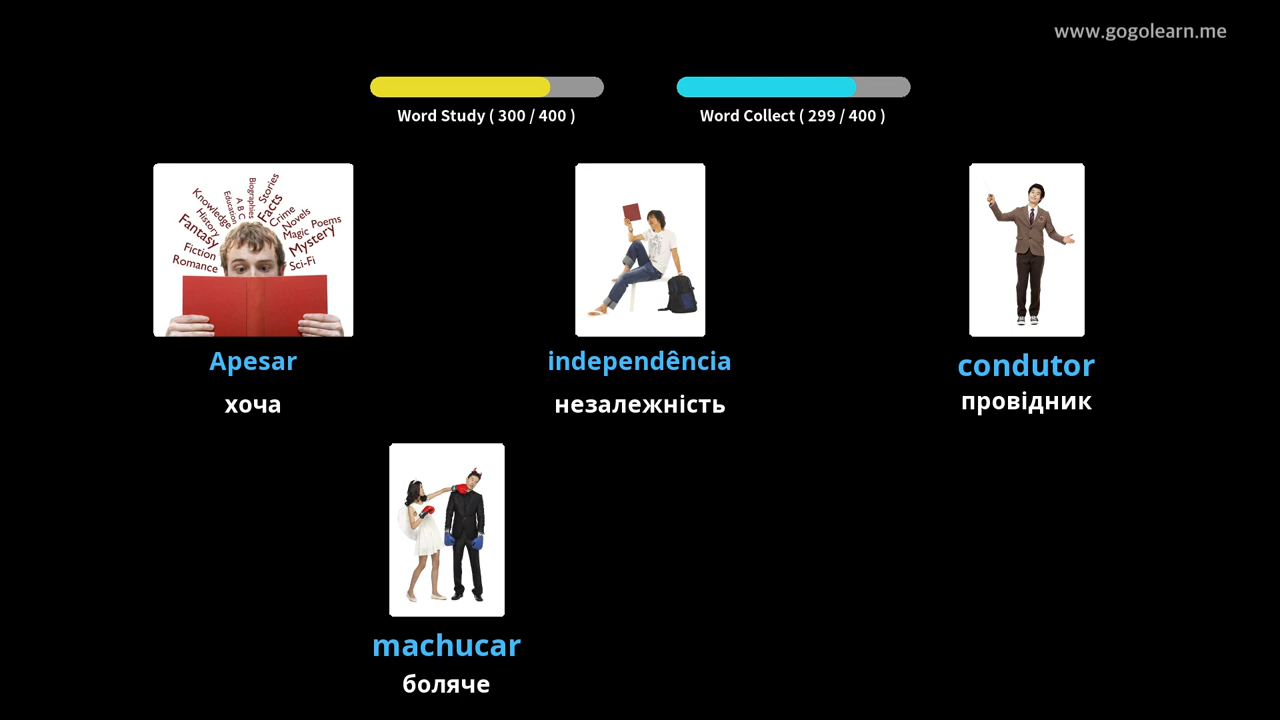 www.gogolearn.me
Word Study ( 300 / 400 )
Word Collect ( 299 / 400 )
Knowledge
History
Fantasy
Fiction
Romance
Education
A B C
Biographies
Stories
Facts
Crime
Novels
Magic
Poems
Mystery
Sci-Fi
Apesar
хоча
independência
незалежність
condutor
провідник
machucar
боляче